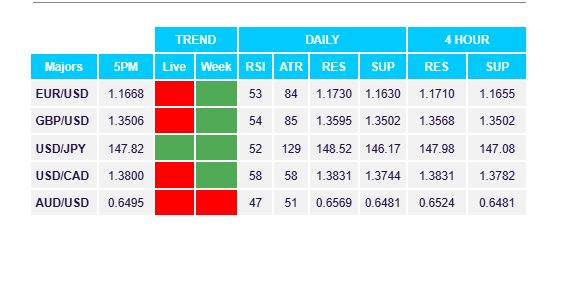 TREND DAILY 4 HOUR
Majors 5PM Live Week RSI ATR RES SUP RES SUP
EUR/USD 1.1668 53 84 1.1730 1.1630 1.1710 1.1655
GBP/USD 1.3506 54 85 1.3595 1.3502 1.3568 1.3502
USD/JPY 147.82 52 129 148.52 146.17 147.98 147.08
USD/CAD 1.3800 58 58 1.3831 1.3744 1.3831 1.3782
AUD/USD 0.6495 47 51 0.6569 0.6481 0.6524 0.6481